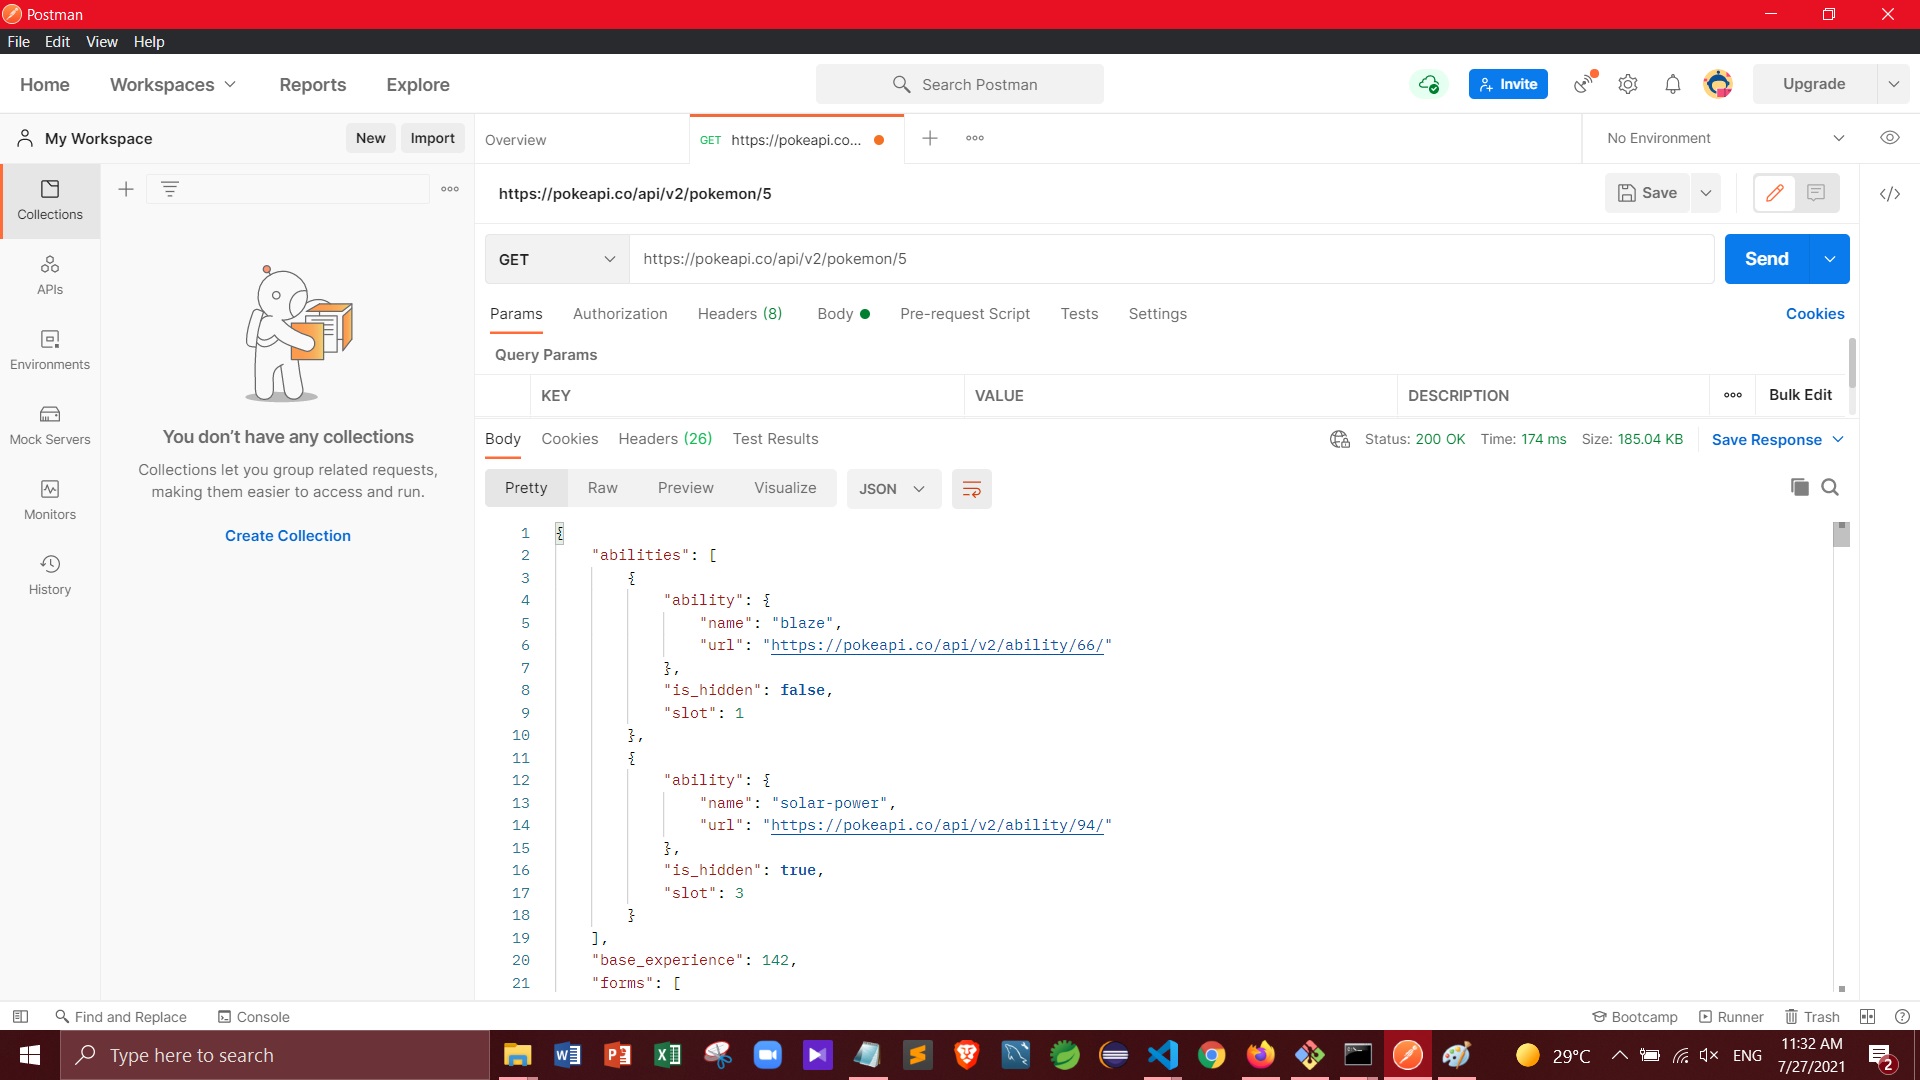 Postman
File Edit View Help
Home Workspaces Reports Explore Search Postman Invite Upgrade
My Workspace New Import Overview GET https://pokeapi.co... No Environment
Collections
APIs
Environments
Mock Servers
Monitors
History
You don’t have any collections
Collections let you group related requests,
making them easier to access and run.
Create Collection
https://pokeapi.co/api/v2/pokemon/5 Save
GET https://pokeapi.co/api/v2/pokemon/5 Send
Params Authorization Headers (8) Body Pre-request Script Tests Settings Cookies
Query Params
KEY VALUE DESCRIPTION Bulk Edit
Body Cookies Headers (26) Test Results Status: 200 OK Time: 174 ms Size: 185.04 KB Save Response
Pretty Raw Preview Visualize JSON
1 {
2 "abilities": [
3 {
4 "ability": {
5 "name": "blaze",
6 "url": "https://pokeapi.co/api/v2/ability/66/"
7 },
8 "is_hidden": false,
9 "slot": 1
10 },
11 {
12 "ability": {
13 "name": "solar-power",
14 "url": "https://pokeapi.co/api/v2/ability/94/"
15 },
16 "is_hidden": true,
17 "slot": 3
18 }
19 ],
20 "base_experience": 142,
21 "forms": [
Find and Replace Console Bootcamp Runner Trash
Type here to search 29°C ENG 11:32 AM
7/27/2021 2